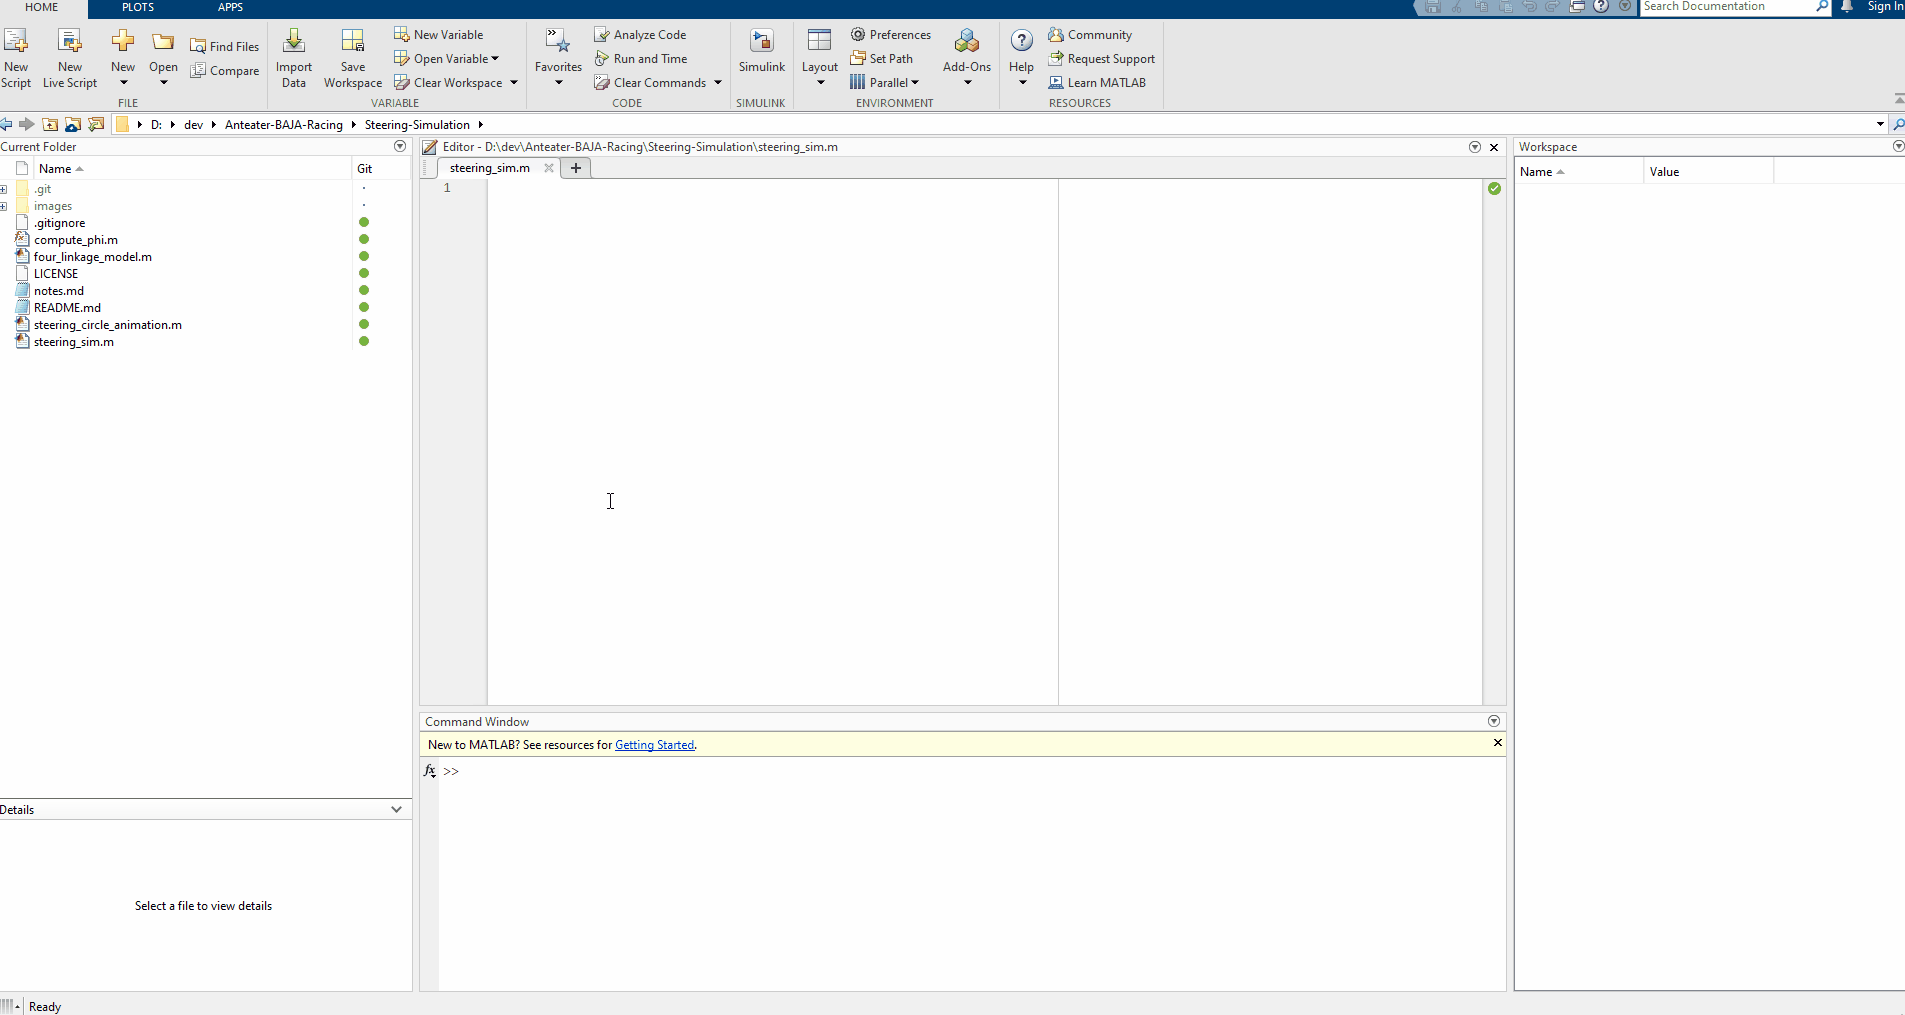 HOME PLOTS APPS Search Documentation Sign In
New Script New Live Script New Open Find Files Compare
FILE
Import Data Save Workspace New Variable Open Variable Clear Workspace
VARIABLE
Favorites Analyze Code Run and Time Clear Commands
CODE
Simulink
SIMULINK
Layout Preferences Set Path Parallel Add-Ons
ENVIRONMENT
Help Community Request Support Learn MATLAB
RESOURCES
D: dev Anteater-BAJA-Racing Steering-Simulation
Current Folder
Name Git
.git
images
.gitignore
compute_phi.m
four_linkage_model.m
LICENSE
notes.md
README.md
steering_circle_animation.m
steering_sim.m
Details
Select a file to view details
Editor - D:\dev\Anteater-BAJA-Racing\Steering-Simulation\steering_sim.m
steering_sim.m +
1
Command Window
New to MATLAB? See resources for Getting Started.
fx >>
Workspace
Name Value
Ready